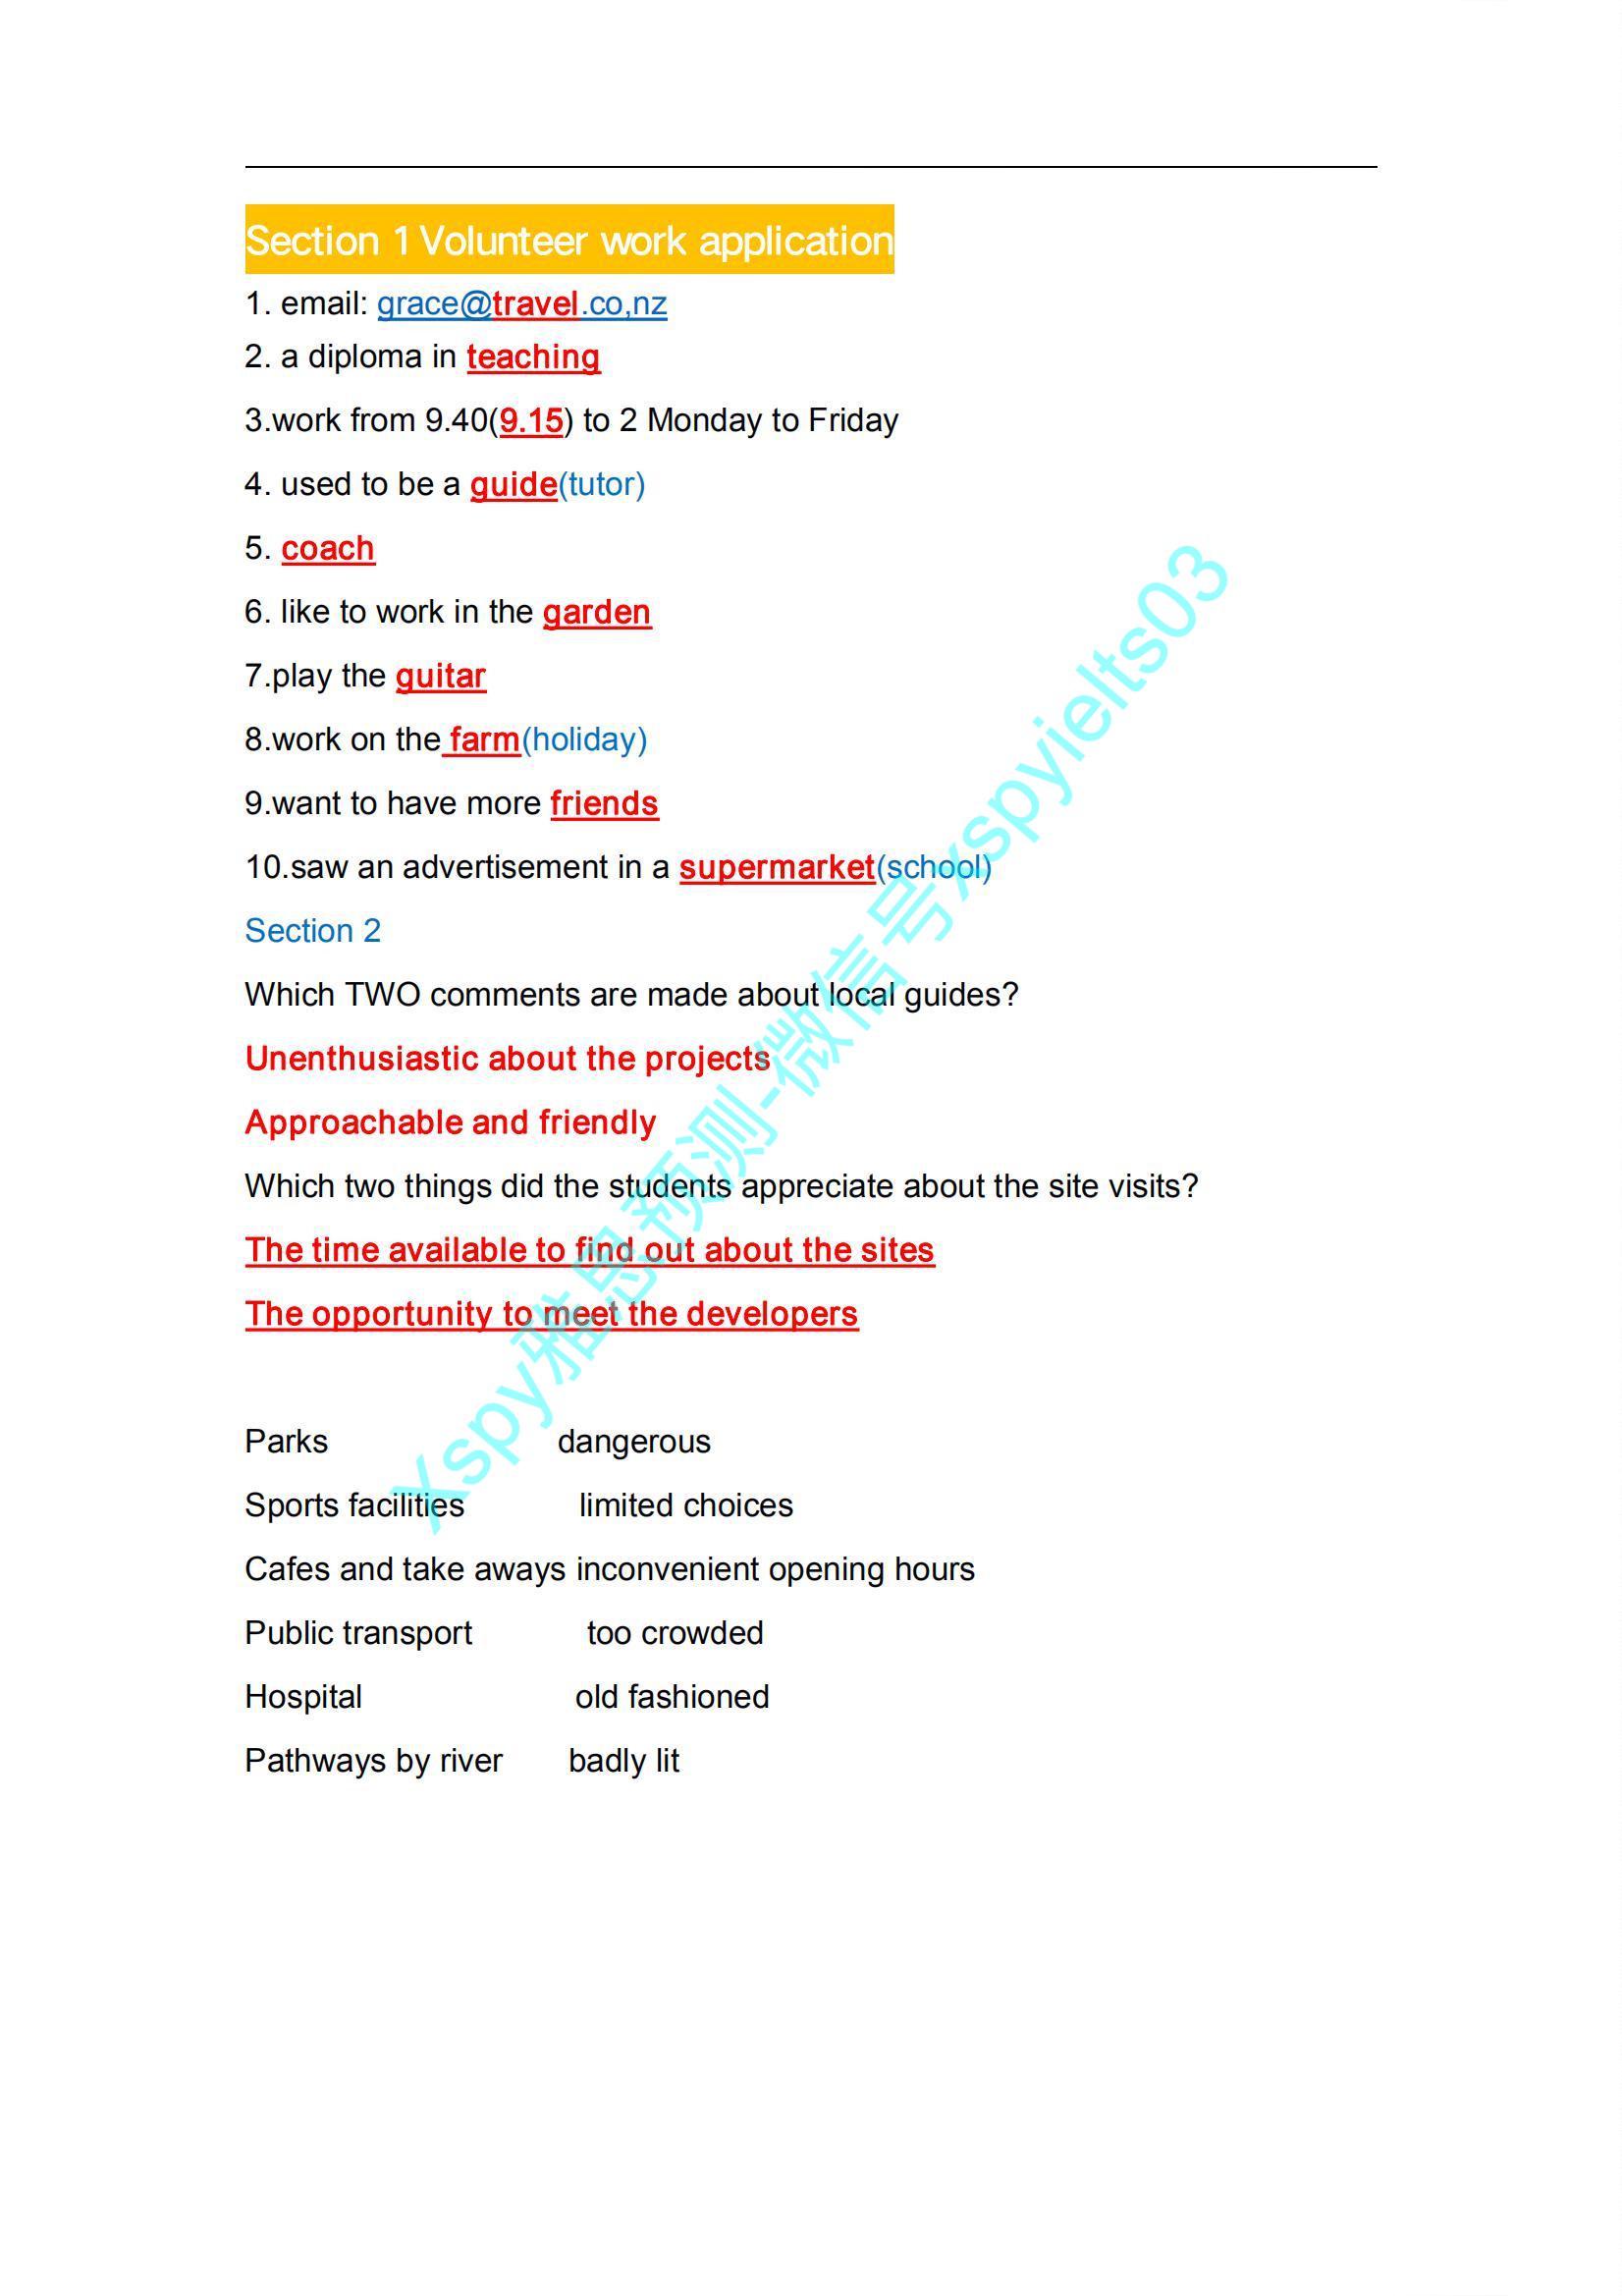 Section 1 Volunteer work application
1. email: grace@travel.co,nz
2. a diploma in teaching
3.work from 9.40(9.15) to 2 Monday to Friday
4. used to be a guide(tutor)
5. coach
6. like to work in the garden
7.play the guitar
8.work on the farm(holiday)
9.want to have more friends
10.saw an advertisement in a supermarket(school)
Section 2
Which TWO comments are made about local guides?
Unenthusiastic about the projects
Approachable and friendly
Which two things did the students appreciate about the site visits?
The time available to find out about the sites
The opportunity to meet the developers
Parks dangerous
Sports facilities limited choices
Cafes and take aways inconvenient opening hours
Public transport too crowded
Hospital old fashioned
Pathways by river badly lit
Xspy雅思预测-微信号xspyielts03